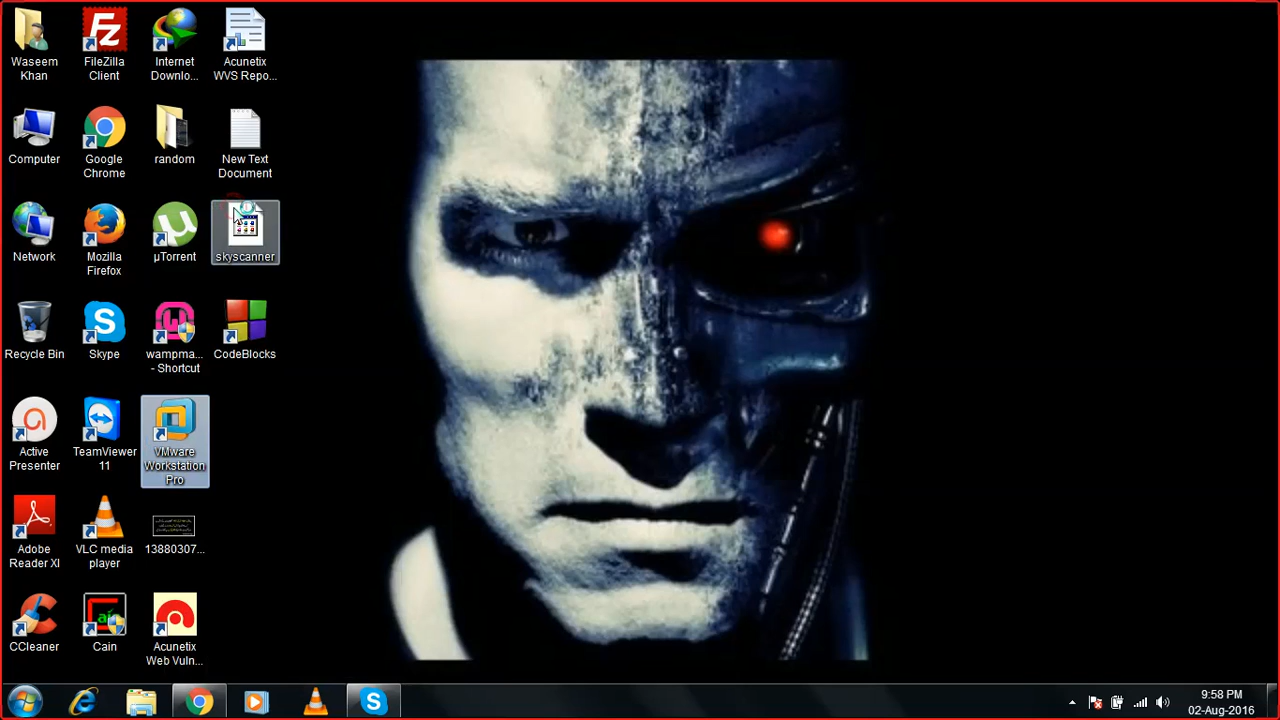 Waseem
Khan
FileZilla
Client
Internet
Downlo...
Acunetix
WVS Repo...
Computer
Google
Chrome
random
New Text
Document
Network
Mozilla
Firefox
µTorrent
skyscanner
Recycle Bin
Skype
wampma...
- Shortcut
CodeBlocks
Active
Presenter
TeamViewer
11
VMware
Workstation
Pro
Adobe
Reader XI
VLC media
player
13880307...
CCleaner
Cain
Acunetix
Web Vuln...
9:58 PM
02-Aug-2016